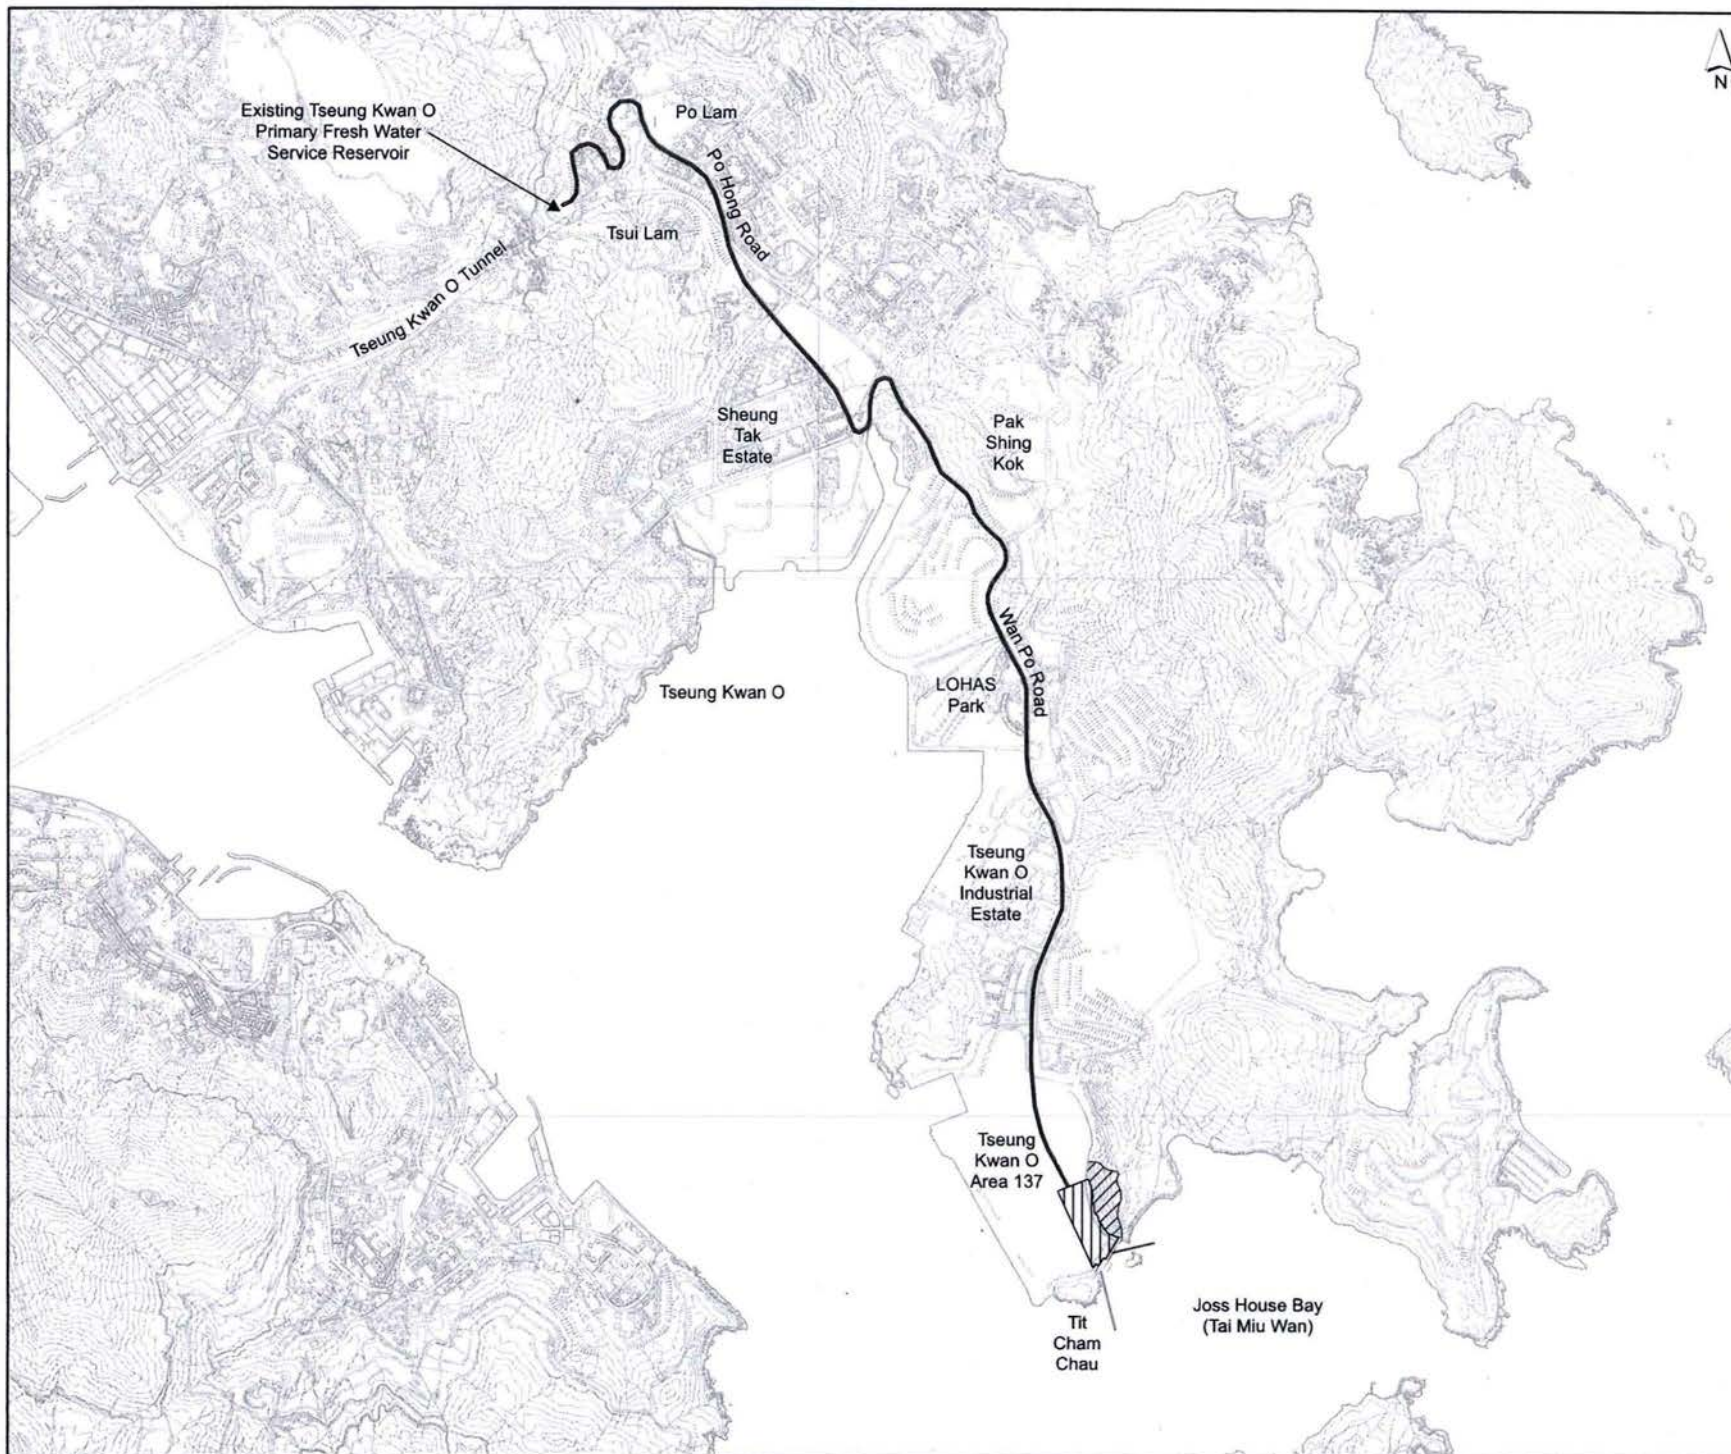 N
Existing Tseung Kwan O
Primary Fresh Water
Service Reservoir
Po Lam
Po Hong Road
Tsui Lam
Tseung Kwan O Tunnel
Sheung
Tak
Estate
Pak
Shing
Kok
Wan Po Road
Tseung Kwan O
LOHAS
Park
Tseung
Kwan O
Industrial
Estate
Tseung
Kwan O
Area 137
Joss House Bay
(Tai Miu Wan)
Tit
Cham
Chau